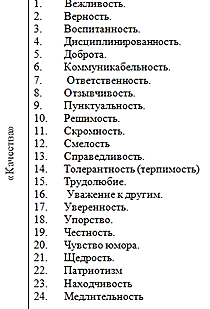 «Качества»
1. Вежливость.
2. Верность.
3. Воспитанность.
4. Дисциплинированность.
5. Доброта.
6. Коммуникабельность.
7. Ответственность.
8. Отзывчивость.
9. Пунктуальность.
10. Решимость.
11. Скромность.
12. Смелость
13. Справедливость.
14. Толерантность (терпимость)
15. Трудолюбие.
16. Уважение к другим.
17. Уверенность.
18. Упорство.
19. Честность.
20. Чувство юмора.
21. Щедрость.
22. Патриотизм
23. Находчивость
24. Медлительность